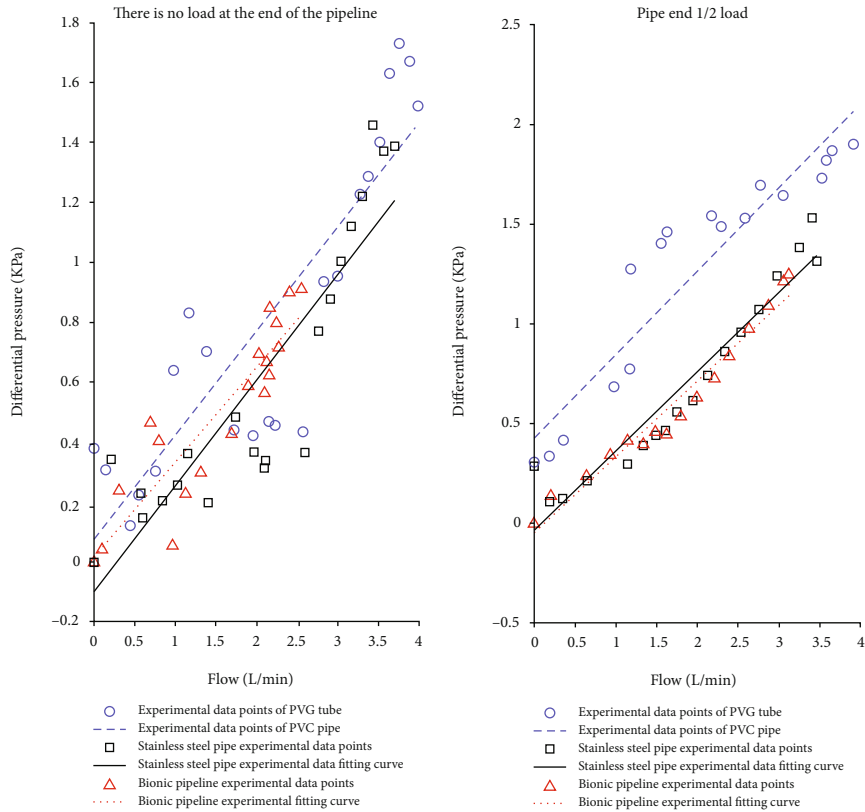 There is no load at the end of the pipeline
1.8
1.6
1.4
1.2
1
0.8
0.6
0.4
0.2
0
−0.2
Differential pressure (KPa)
0 0.5 1 1.5 2 2.5 3 3.5 4
Flow (L/min)
Experimental data points of PVG tube
Experimental data points of PVC pipe
Stainless steel pipe experimental data points
Stainless steel pipe experimental data fitting curve
Bionic pipeline experimental data points
Bionic pipeline experimental fitting curve
Pipe end 1/2 load
2.5
2
1.5
1
0.5
0
−0.5
Differential pressure (KPa)
0 0.5 1 1.5 2 2.5 3 3.5 4
Flow (L/min)
Experimental data points of PVG tube
Experimental data points of PVC pipe
Stainless steel pipe experimental data points
Stainless steel pipe experimental data fitting curve
Bionic pipeline experimental data points
Bionic pipeline experimental fitting curve